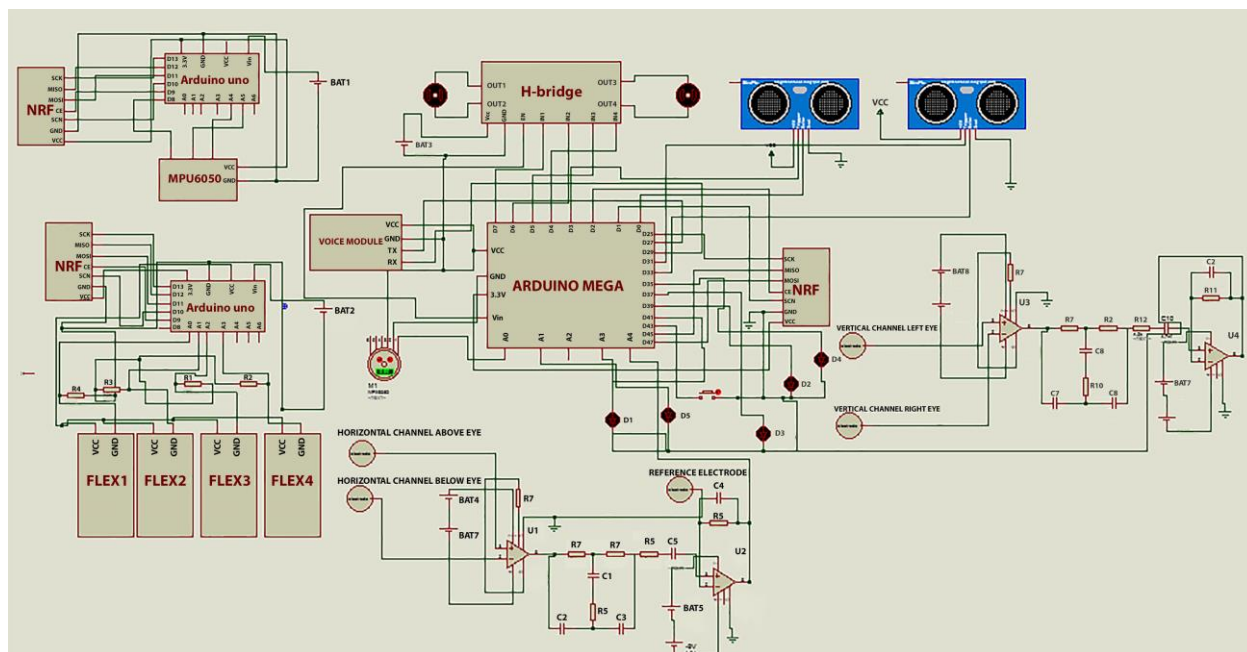 3.3V GND VCC Vin
D13
D12
D11
D10
D9
D8
Arduino uno
A0 A1 A2 A3 A4 A5 A6
BAT1
NRF
SCK
MISO
MOSI
CE
SCN
GND
VCC
MPU6050
VCC
GND
H-bridge
OUT1
OUT2
OUT3
OUT4
Vcc GND EN IN1 IN2 IN3 IN4
BAT3
VCC
NRF
SCK
MISO
MOSI
CE
SCN
GND
VCC
3.3V GND VCC Vin
D13
D12
D11
D10
D9
D8
Arduino uno
A0 A1 A2 A3 A4 A5 A6
BAT2
R4
R3
R1
R2
VCC GND
FLEX1
VCC GND
FLEX2
VCC GND
FLEX3
VCC GND
FLEX4
VOICE MODULE
VCC
GND
TX
RX
M1
D7 D6 D5 D4 D3 D2 D1 D0
VCC
GND
3.3V
Vin
ARDUINO MEGA
D25
D27
D29
D31
D33
D35
D37
D39
D41
D43
D45
D47
A0 A1 A2 A3 A4
NRF
SCK
MISO
MOSI
CE
SCN
GND
VCC
D4
D2
D1
D5
D3
BAT8
R7
U3
VERTICAL CHANNEL LEFT EYE
VERTICAL CHANNEL RIGHT EYE
R7
R2
R12
C10
C8
R10
C7
C8
C2
R11
U4
BAT7
HORIZONTAL CHANNEL ABOVE EYE
HORIZONTAL CHANNEL BELOW EYE
BAT4
BAT7
R7
U1
R7
R7
R5
C5
C1
R5
C2
C3
REFERENCE ELECTRODE
C4
R5
U2
BAT5
-9V